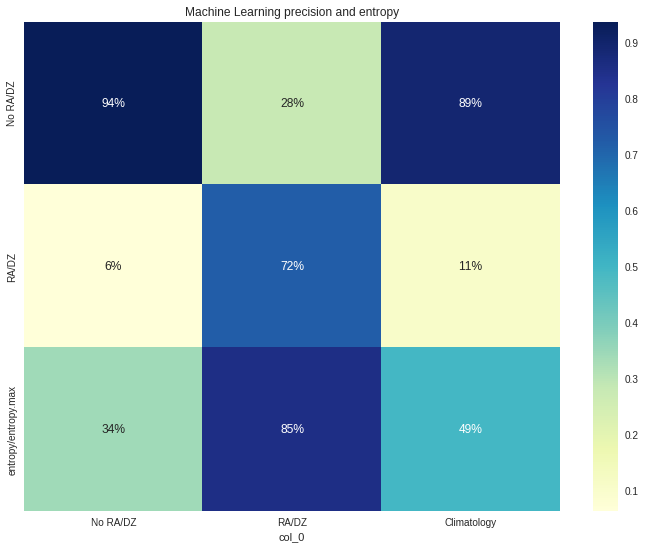 Machine Learning precision and entropy
No RA/DZ
94%
28%
89%
RA/DZ
6%
72%
11%
entropy/entropy.max
34%
85%
49%
No RA/DZ
RA/DZ
Climatology
col_0
0.9
0.8
0.7
0.6
0.5
0.4
0.3
0.2
0.1